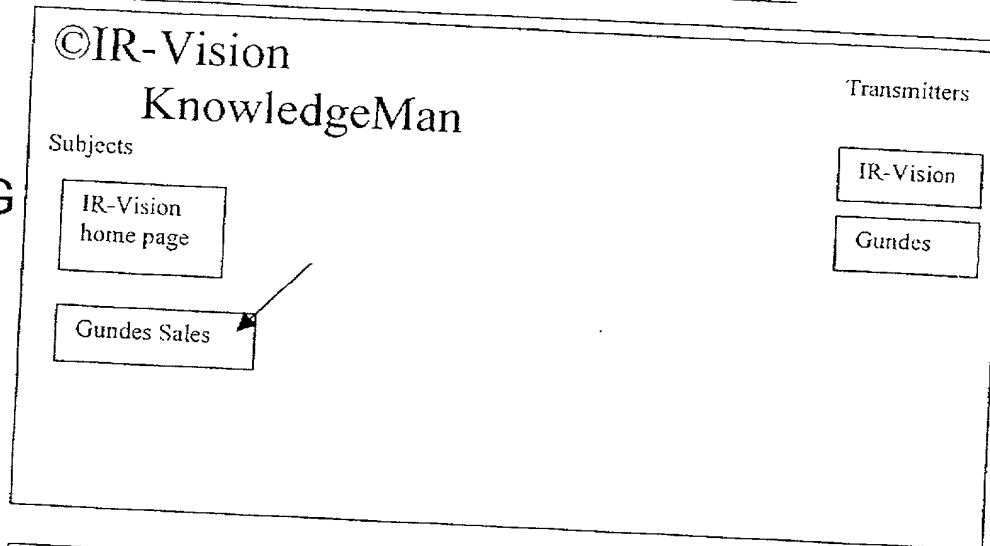 ©IR-Vision
KnowledgeMan
Transmitters
Subjects
G
IR-Vision
home page
IR-Vision
Gundes
Gundes Sales